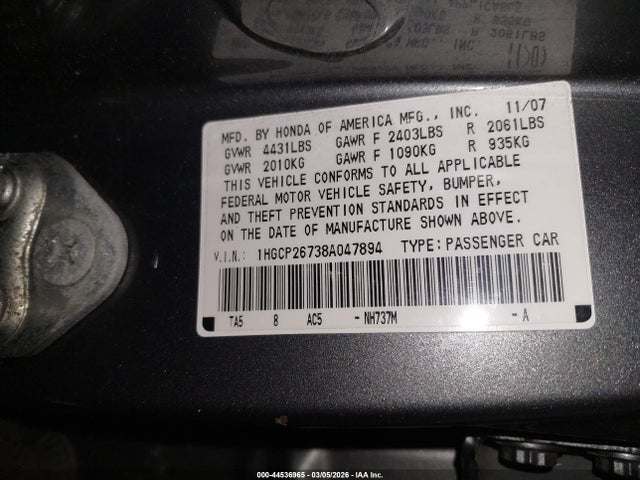 MFD. BY HONDA OF AMERICA MFG., INC. 11/07
GVWR 4431LBS GAWR F 2403LBS R 2061LBS
GVWR 2010KG GAWR F 1090KG R 935KG
THIS VEHICLE CONFORMS TO ALL APPLICABLE
FEDERAL MOTOR VEHICLE SAFETY, BUMPER,
AND THEFT PREVENTION STANDARDS IN EFFECT
ON THE DATE OF MANUFACTURE SHOWN ABOVE.
V.I.N.: 1HGCP26738A047894 TYPE: PASSENGER CAR
TA5 8 AC5 -NH737M -A
000-44536965 - 03/05/2026 - IAA Inc.